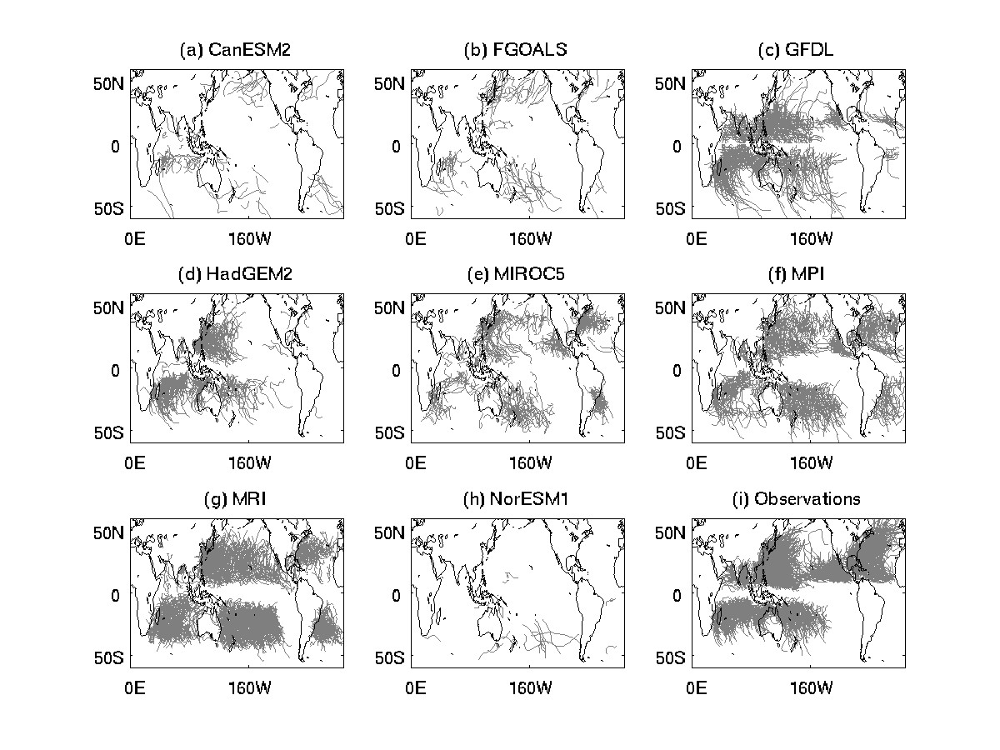 (a) CanESM2
(b) FGOALS
(c) GFDL
50N
0
50S
0E
160W
50N
0
50S
0E
160W
50N
0
50S
0E
160W
(d) HadGEM2
(e) MIROC5
(f) MPI
50N
0
50S
0E
160W
50N
0
50S
0E
160W
50N
0
50S
0E
160W
(g) MRI
(h) NorESM1
(i) Observations
50N
0
50S
0E
160W
50N
0
50S
0E
160W
50N
0
50S
0E
160W